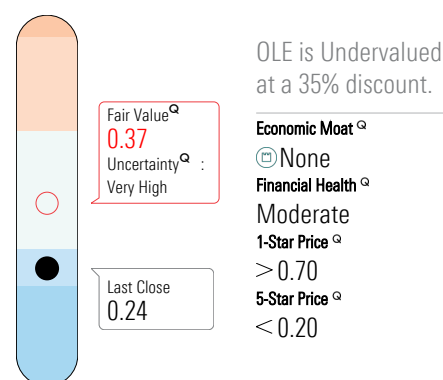 OLE is Undervalued
at a 35% discount.
Fair Value Q
0.37
Uncertainty Q :
Very High
Last Close
0.24
Economic Moat Q
None
Financial Health Q
Moderate
1-Star Price Q
>0.70
5-Star Price Q
<0.20